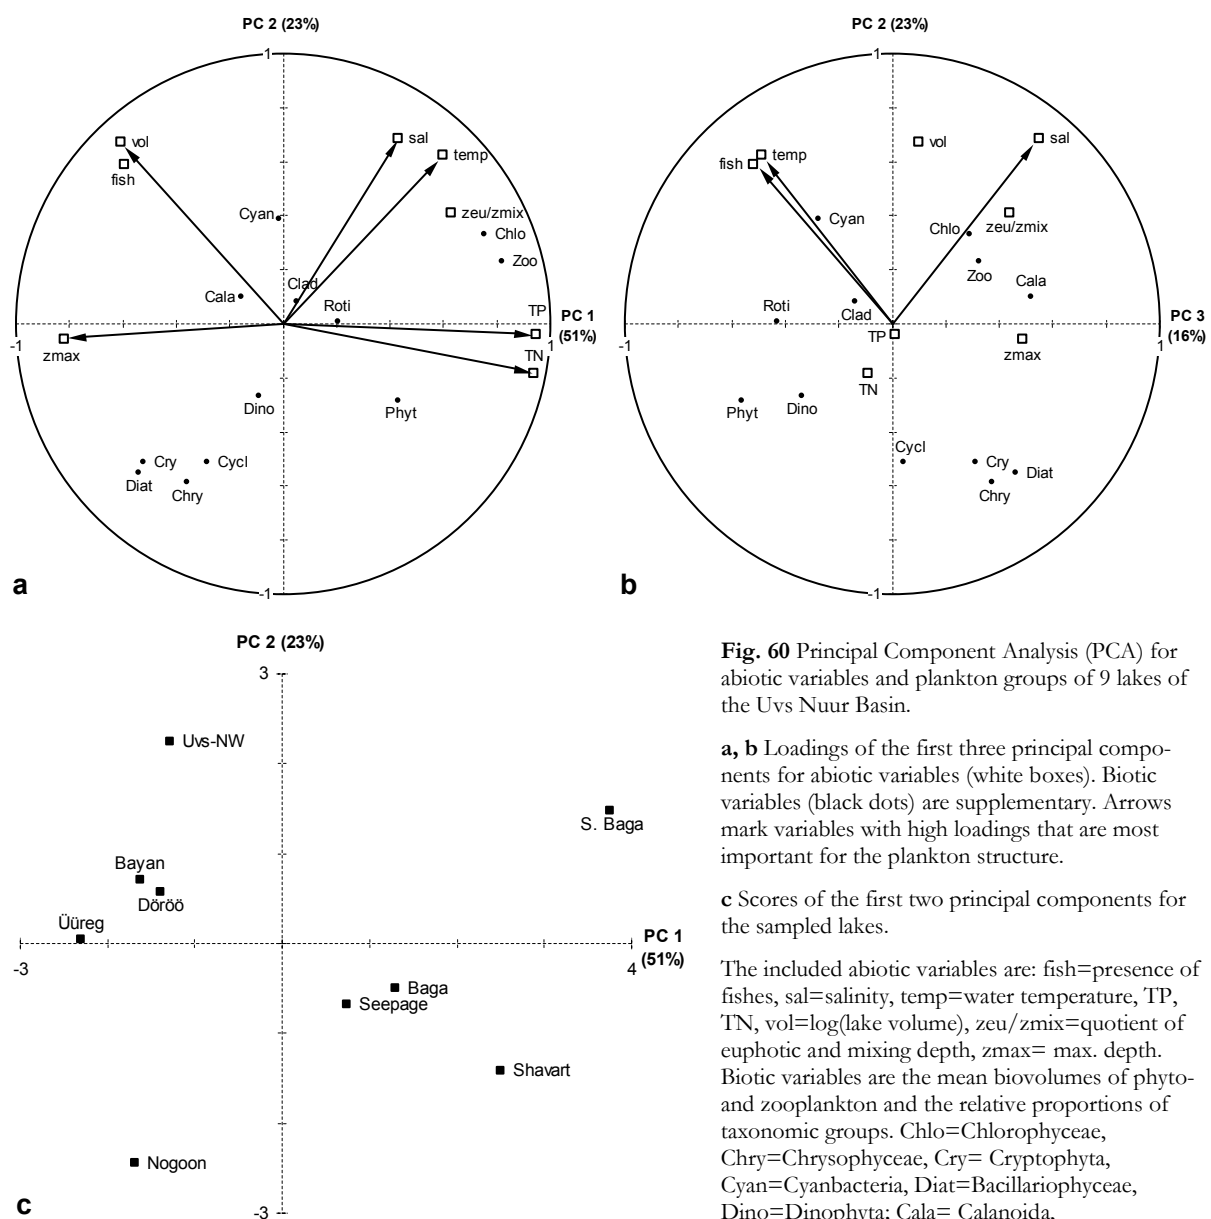 PC 2 (23%)
1
vol
fish
sal
temp
Cyan
zeu/zmix
Chlo
Zoo
Cala
Clad
Roti
TP
PC 1
(51%)
-1
1
zmax
TN
Dino
Phyt
Cry
Cycl
Diat
Chry
-1
a
PC 2 (23%)
1
vol
sal
fish
temp
Cyan
Chlo
zeu/zmix
Zoo
Cala
Roti
Clad
PC 3
(16%)
-1
1
TP
zmax
TN
Phyt
Dino
Cycl
Cry
Diat
Chry
-1
b
PC 2 (23%)
3
Uvs-NW
S. Baga
Bayan
Döröö
Üüreg
PC 1
(51%)
-3
4
Baga
Seepage
Shavart
Nogoon
-3
c
Fig. 60 Principal Component Analysis (PCA) for
abiotic variables and plankton groups of 9 lakes of
the Uvs Nuur Basin.
a, b Loadings of the first three principal compo-
nents for abiotic variables (white boxes). Biotic
variables (black dots) are supplementary. Arrows
mark variables with high loadings that are most
important for the plankton structure.
c Scores of the first two principal components for
the sampled lakes.
The included abiotic variables are: fish=presence of
fishes, sal=salinity, temp=water temperature, TP,
TN, vol=log(lake volume), zeu/zmix=quotient of
euphotic and mixing depth, zmax= max. depth.
Biotic variables are the mean biovolumes of phyto-
and zooplankton and the relative proportions of
taxonomic groups. Chlo=Chlorophyceae,
Chry=Chrysophyceae, Cry= Cryptophyta,
Cyan=Cyanbacteria, Diat=Bacillariophyceae,
Dino=Dinophyta; Cala= Calanoida,